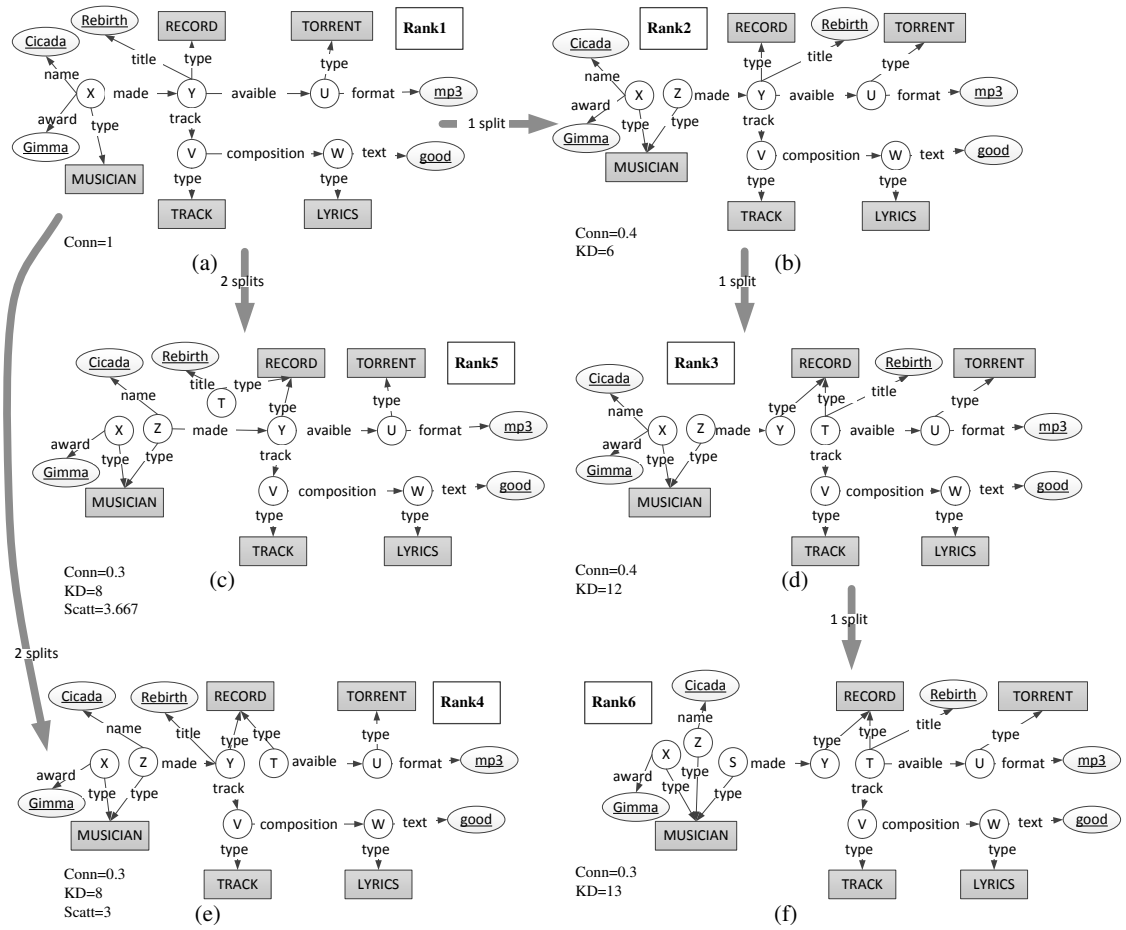 Rebirth
RECORD
TORRENT
Rank1
Cicada
title
type
type
name
X
made
Y
avaible
U
format
mp3
award
type
track
Gimma
V
composition
W
text
good
MUSICIAN
type
type
TRACK
LYRICS
Conn=1
(a)
1 split
RECORD
Rebirth
TORRENT
Cicada
Rank2
type
title
type
name
X
Z
made
Y
avaible
U
format
mp3
award
type
type
track
Gimma
V
composition
W
text
good
MUSICIAN
type
type
TRACK
LYRICS
Conn=0.4
KD=6
(b)
2 splits
1 split
Rebirth
RECORD
TORRENT
Rank5
Cicada
title
type
T
name
type
type
X
Z
made
Y
avaible
U
format
mp3
award
type
type
track
Gimma
V
composition
W
text
good
MUSICIAN
type
type
TRACK
LYRICS
Conn=0.3
KD=8
Scatt=3.667
(c)
Rank3
RECORD
Rebirth
TORRENT
Cicada
type
type
title
type
name
X
Z
made
Y
T
avaible
U
format
mp3
award
type
type
track
Gimma
V
composition
W
text
good
MUSICIAN
type
type
TRACK
LYRICS
Conn=0.4
KD=12
(d)
2 splits
1 split
Cicada
Rebirth
RECORD
TORRENT
Rank4
name
title
type
type
type
X
Z
made
Y
T
avaible
U
format
mp3
award
type
type
track
Gimma
V
composition
W
text
good
MUSICIAN
type
type
TRACK
LYRICS
Conn=0.3
KD=8
Scatt=3
(e)
Rank6
Cicada
RECORD
Rebirth
TORRENT
name
type
type
title
type
X
Z
S
made
Y
T
avaible
U
format
mp3
award
type
type
type
track
Gimma
V
composition
W
text
good
MUSICIAN
type
type
TRACK
LYRICS
Conn=0.3
KD=13
(f)